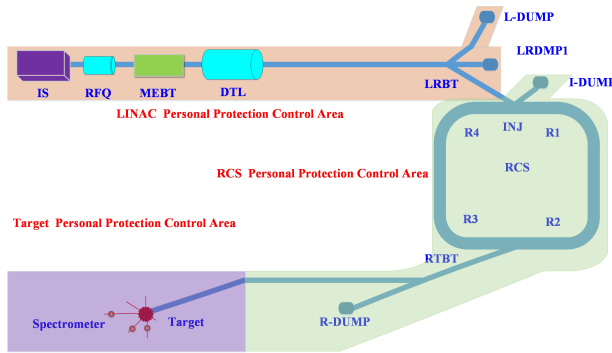 L-DUMP
LRDMP1
I-DUMP
IS
RFQ
MEBT
DTL
LRBT
LINAC Personal Protection Control Area
R4
INJ
R1
RCS
RCS Personal Protection Control Area
R3
R2
Target Personal Protection Control Area
RTBT
Spectrometer
Target
R-DUMP